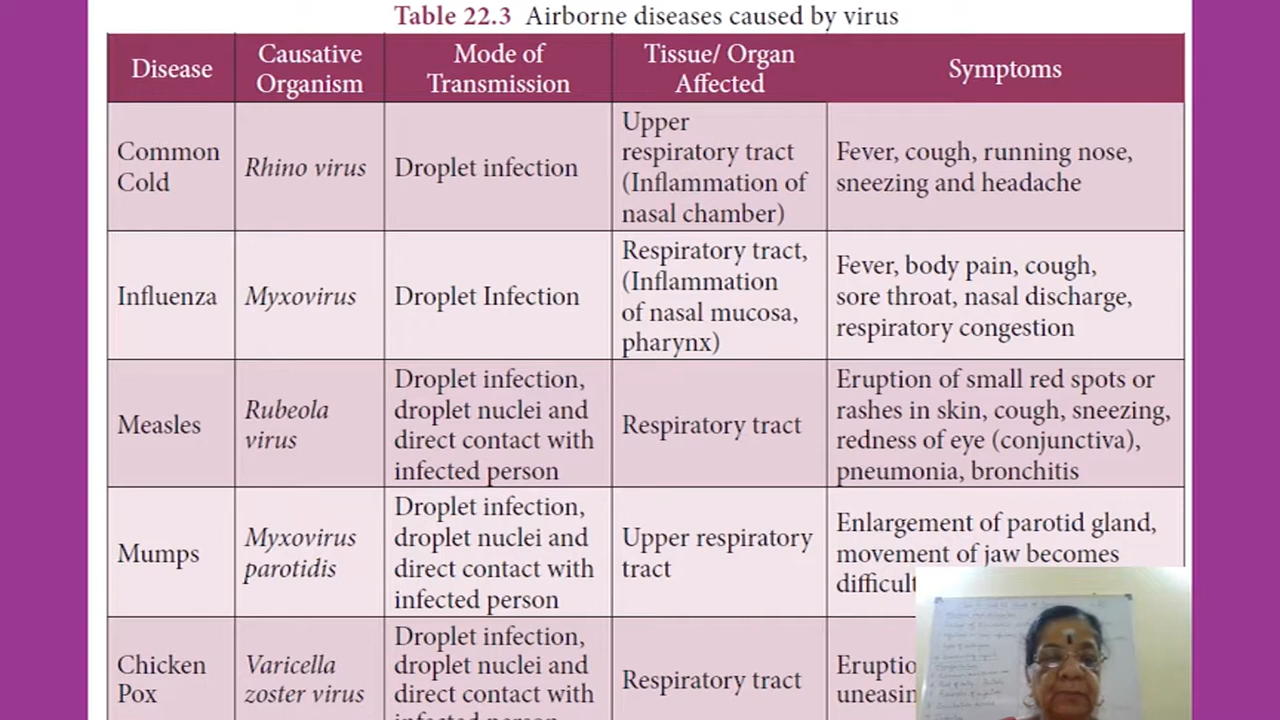 Table 22.3 Airborne diseases caused by virus
Disease
Causative
Organism
Mode of
Transmission
Tissue/ Organ
Affected
Symptoms
Common
Cold
Rhino virus
Droplet infection
Upper
respiratory tract
(Inflammation of
nasal chamber)
Fever, cough, running nose,
sneezing and headache
Influenza
Myxovirus
Droplet Infection
Respiratory tract,
(Inflammation
of nasal mucosa,
pharynx)
Fever, body pain, cough,
sore throat, nasal discharge,
respiratory congestion
Measles
Rubeola
virus
Droplet infection,
droplet nuclei and
direct contact with
infected person
Respiratory tract
Eruption of small red spots or
rashes in skin, cough, sneezing,
redness of eye (conjunctiva),
pneumonia, bronchitis
Mumps
Myxovirus
parotidis
Droplet infection,
droplet nuclei and
direct contact with
infected person
Upper respiratory
tract
Enlargement of parotid gland,
movement of jaw becomes
difficult
Chicken
Pox
Varicella
zoster virus
Droplet infection,
droplet nuclei and
direct contact with
infected person
Respiratory tract